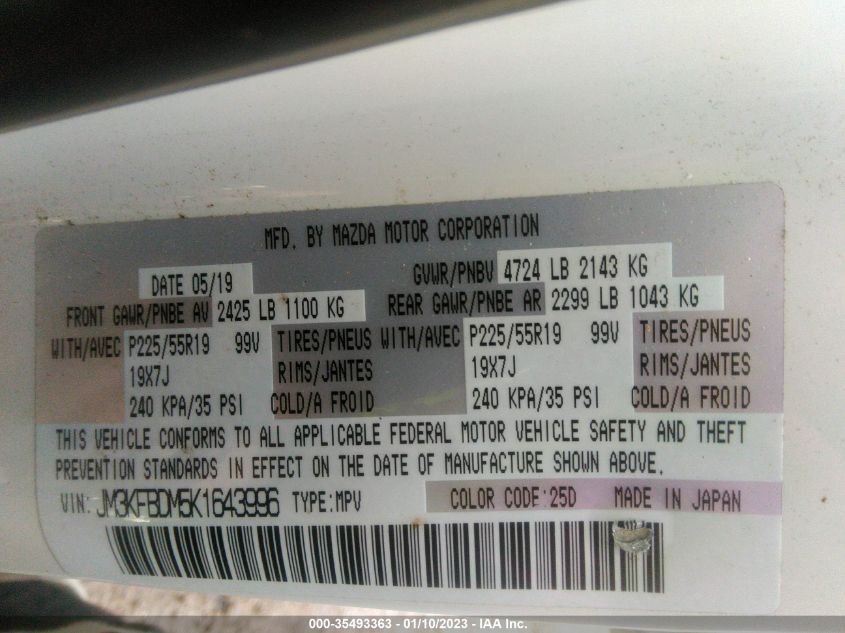 MFD. BY MAZDA MOTOR CORPORATION
DATE 05/19 GVWR/PNBV 4724 LB 2143 KG
FRONT GAWR/PNBE AV 2425 LB 1100 KG REAR GAWR/PNBE AR 2299 LB 1043 KG
WITH/AVEC P225/55R19 99V TIRES/PNEUS WITH/AVEC P225/55R19 99V TIRES/PNEUS
19X7J RIMS/JANTES 19X7J RIMS/JANTES
240 KPA/35 PSI COLD/A FROID 240 KPA/35 PSI COLD/A FROID
THIS VEHICLE CONFORMS TO ALL APPLICABLE FEDERAL MOTOR VEHICLE SAFETY AND THEFT
PREVENTION STANDARDS IN EFFECT ON THE DATE OF MANUFACTURE SHOWN ABOVE.
VIN: JM3KFBDM5K1643996 TYPE:MPV COLOR CODE:25D MADE IN JAPAN
000-35493363 - 01/10/2023 - IAA Inc.